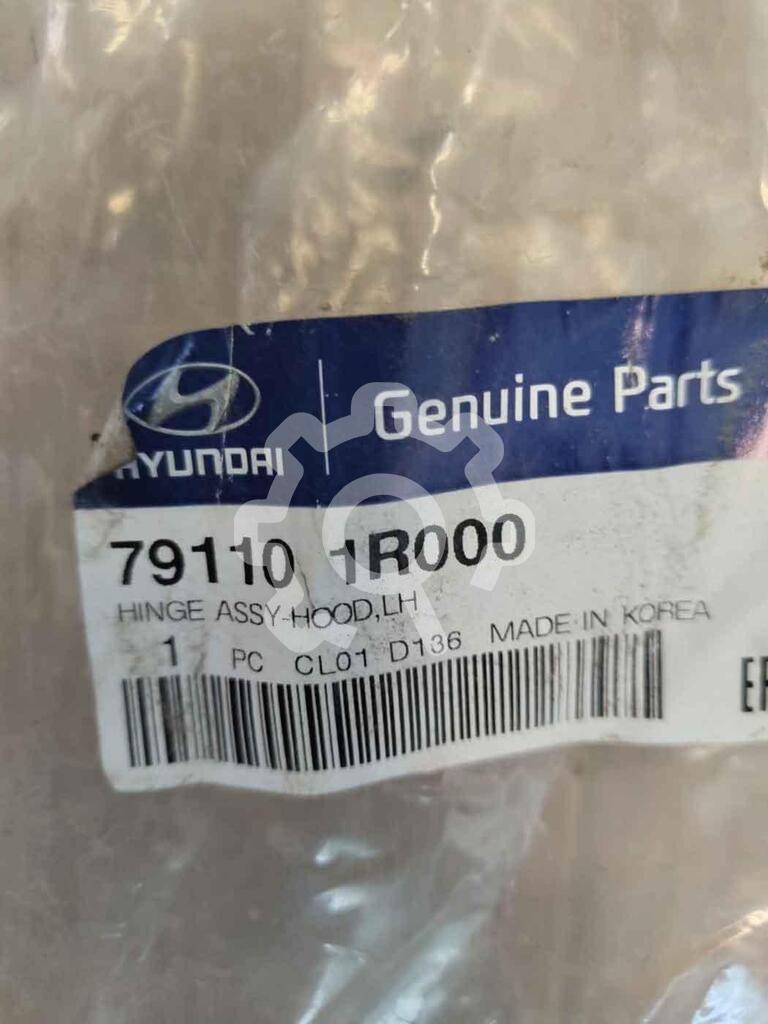 HYUNDAI
Genuine Parts
79110 1R000
HINGE ASSY-HOOD,LH
1 PC CL01 D136 MADE IN KOREA